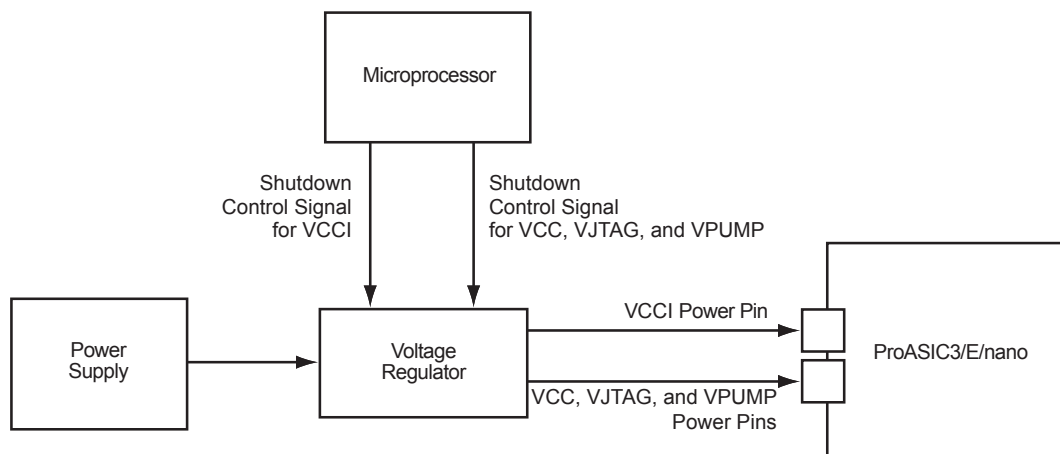 Microprocessor
Shutdown
Control Signal
for VCCI
Shutdown
Control Signal
for VCC, VJTAG, and VPUMP
Power
Supply
Voltage
Regulator
VCCI Power Pin
VCC, VJTAG, and VPUMP
Power Pins
ProASIC3/E/nano